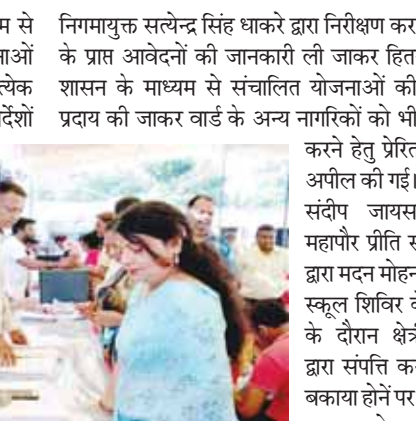 म से
नाओं
त्येक
र्देशों
निगमायुक्त सत्येन्द्र सिंह धाकरे द्वारा निरीक्षण कर
के प्राप्त आवेदनों की जानकारी ली जाकर हित
शासन के माध्यम से संचालित योजनाओं की
प्रदाय की जाकर वार्ड के अन्य नागरिकों को भी
करने हेतु प्रेरित
अपील की गई।
संदीप जायस
महापौर प्रीति स
द्वारा मदन मोहन
स्कूल शिविर के
के दौरान क्षेत्री
द्वारा संपत्ति क
बकाया होनें पर